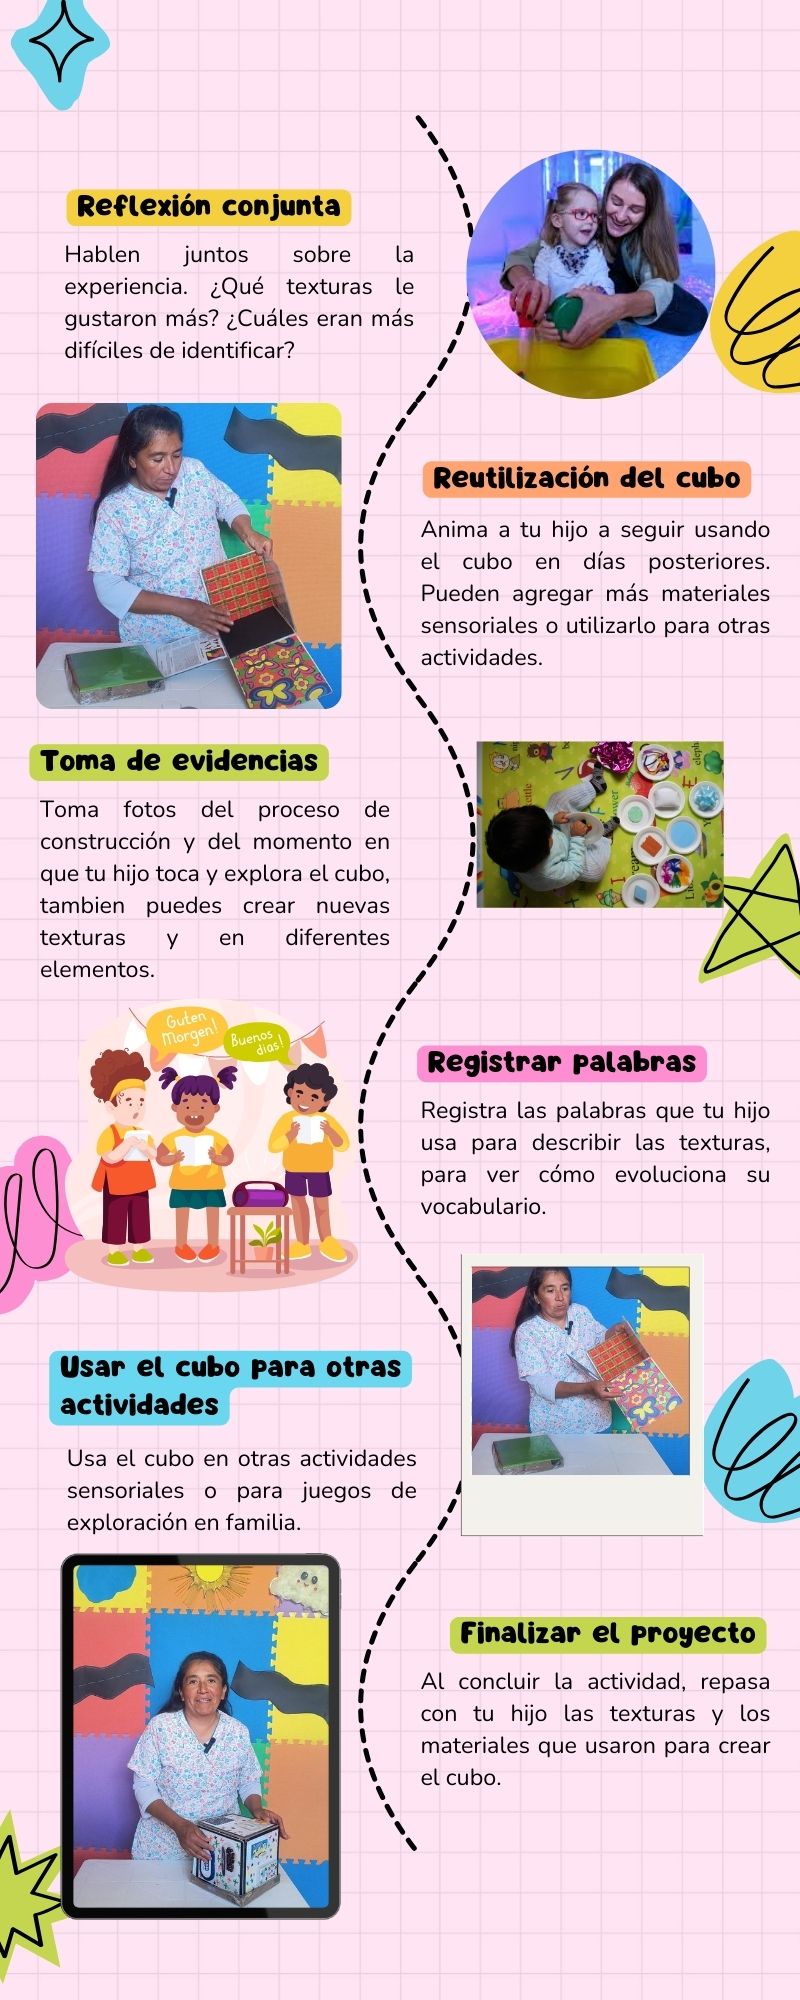 Reflexión conjunta
Hablen juntos sobre la
experiencia. ¿Qué texturas le
gustaron más? ¿Cuáles eran más
difíciles de identificar?
Reutilización del cubo
Anima a tu hijo a seguir usando
el cubo en días posteriores.
Pueden agregar más materiales
sensoriales o utilizarlo para otras
actividades.
Toma de evidencias
Toma fotos del proceso de
construcción y del momento en
que tu hijo toca y explora el cubo,
tambien puedes crear nuevas
texturas y en diferentes
elementos.
Guten
Morgen!
Buenos
dias!
Registrar palabras
Registra las palabras que tu hijo
usa para describir las texturas,
para ver cómo evoluciona su
vocabulario.
Usar el cubo para otras
actividades
Usa el cubo en otras actividades
sensoriales o para juegos de
exploración en familia.
Finalizar el proyecto
Al concluir la actividad, repasa
con tu hijo las texturas y los
materiales que usaron para crear
el cubo.